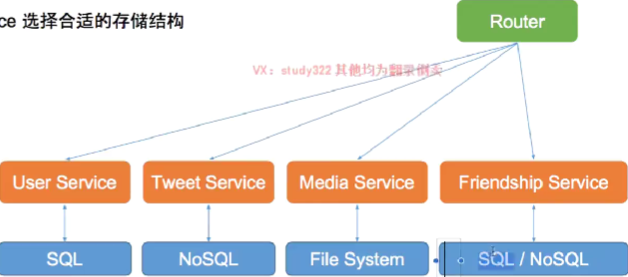 ce 选择合适的存储结构
Router
VX：study322 其他均为翻录倒卖
User Service
Tweet Service
Media Service
Friendship Service
SQL
NoSQL
File System
SQL / NoSQL